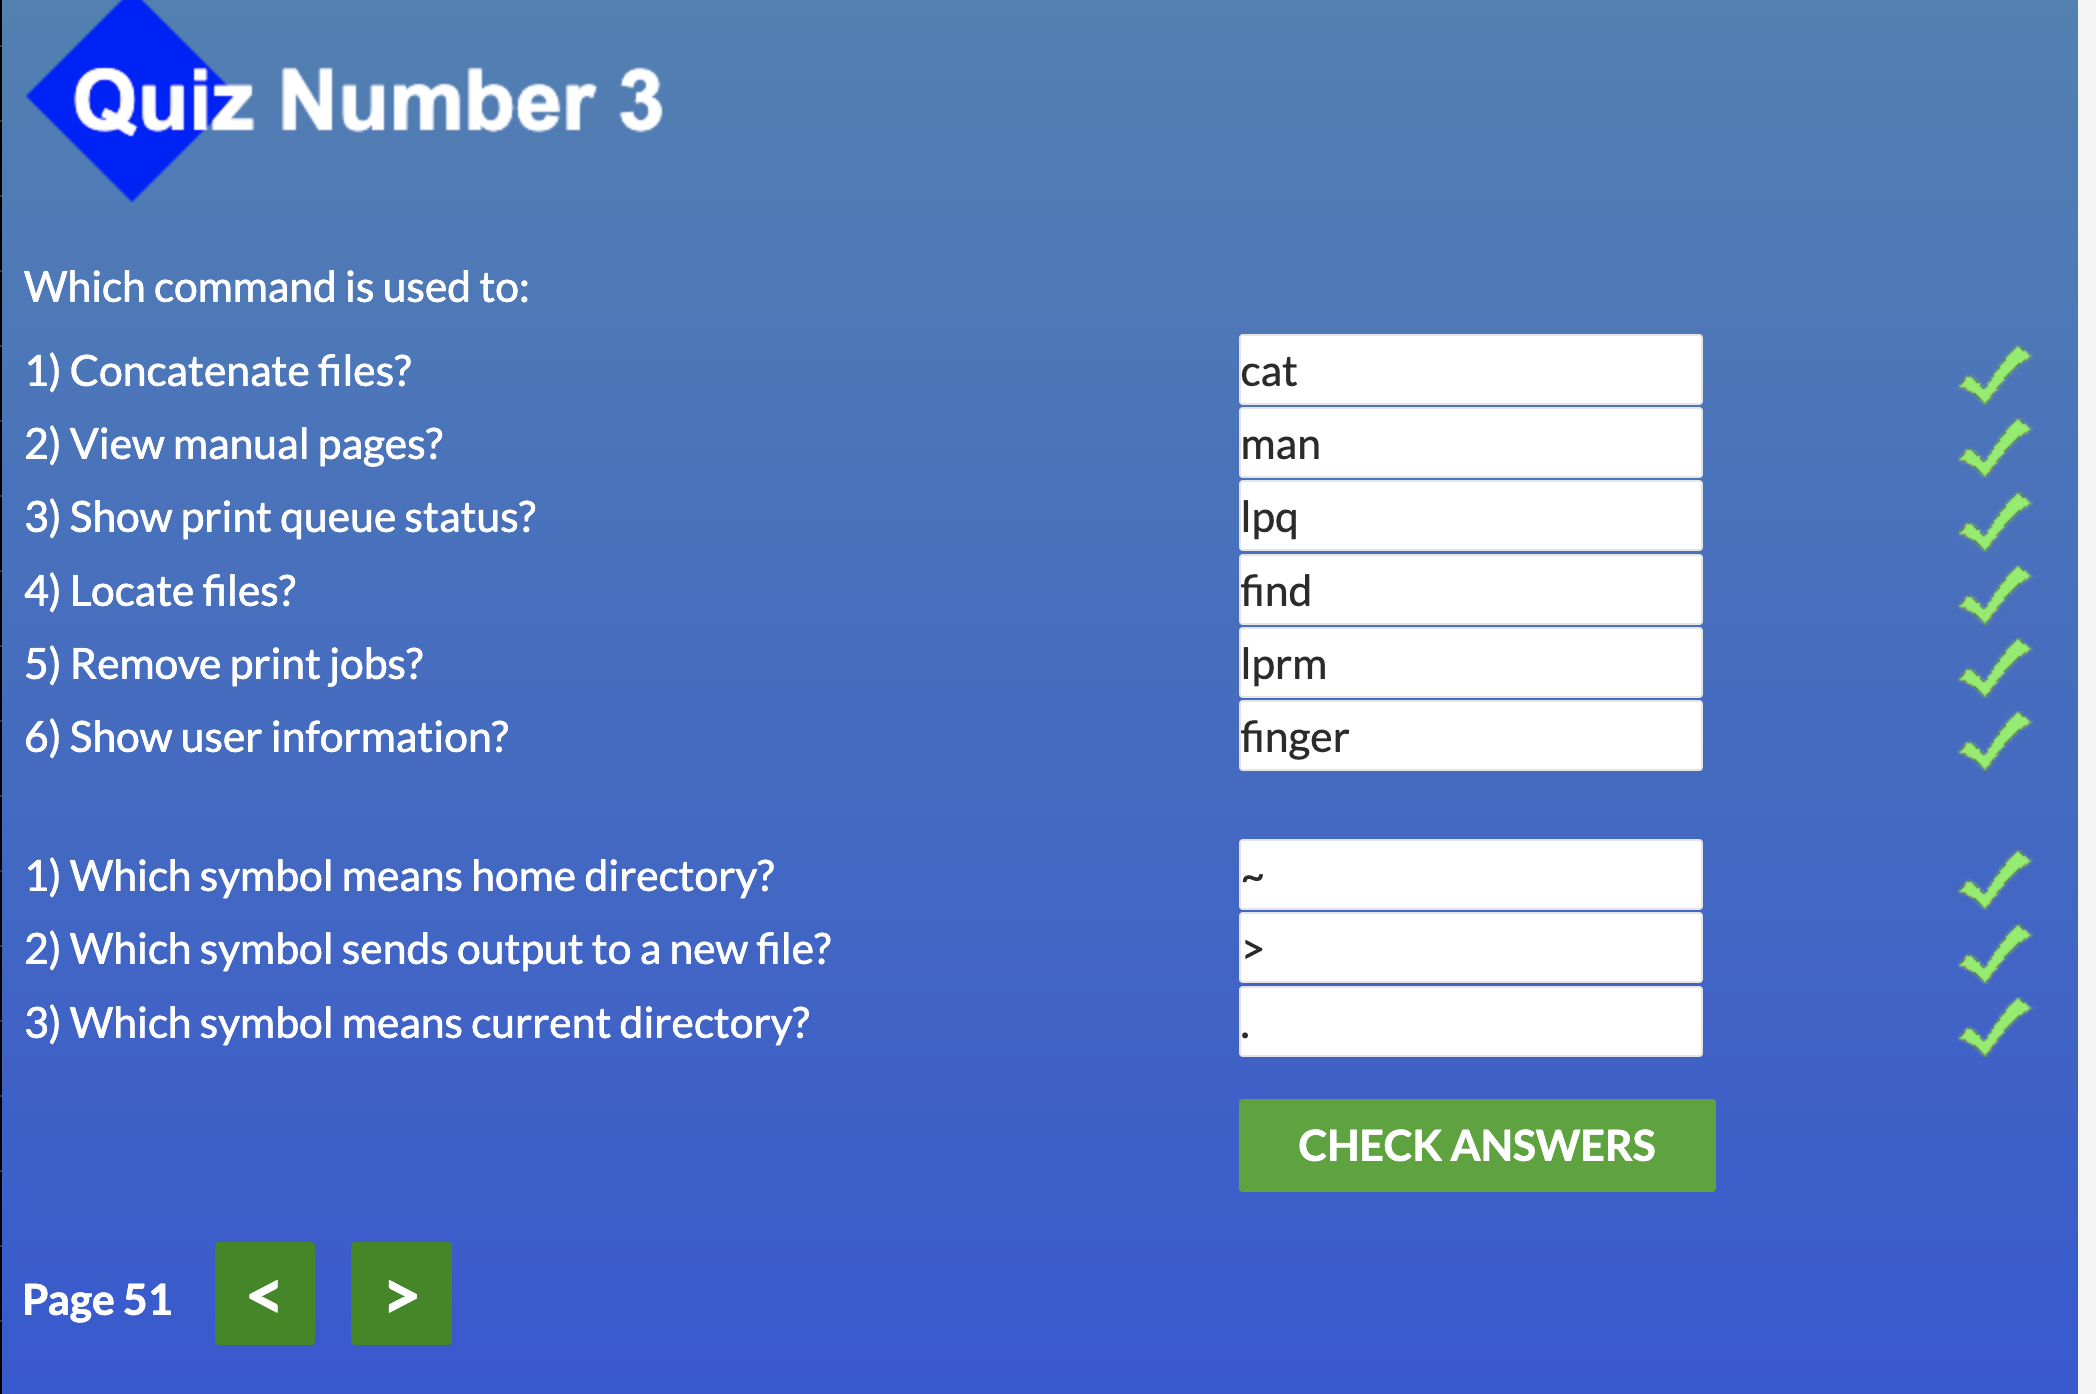 Quiz Number 3
Which command is used to:
1) Concatenate files? cat
2) View manual pages? man
3) Show print queue status? lpq
4) Locate files? find
5) Remove print jobs? lprm
6) Show user information? finger
1) Which symbol means home directory? ~
2) Which symbol sends output to a new file? >
3) Which symbol means current directory? .
CHECK ANSWERS
Page 51 < >